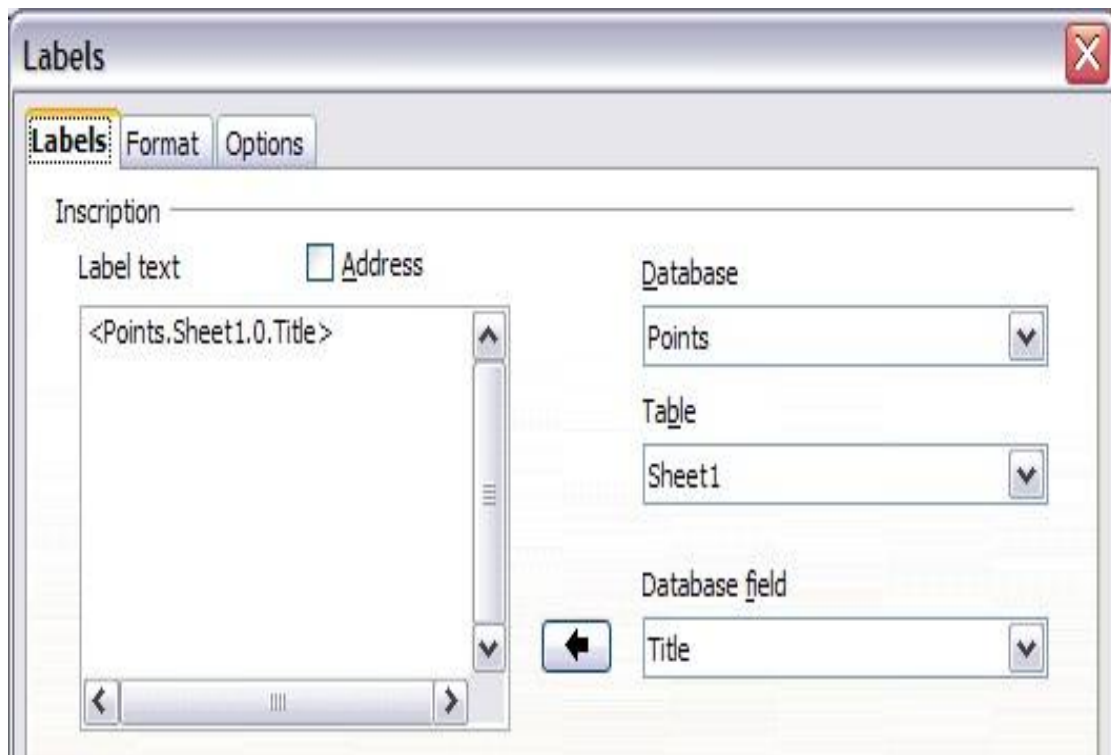 Labels
Labels Format Options
Inscription
Label text Address
<Points.Sheet1.0.Title>
Database
Points
Table
Sheet1
Database field
Title